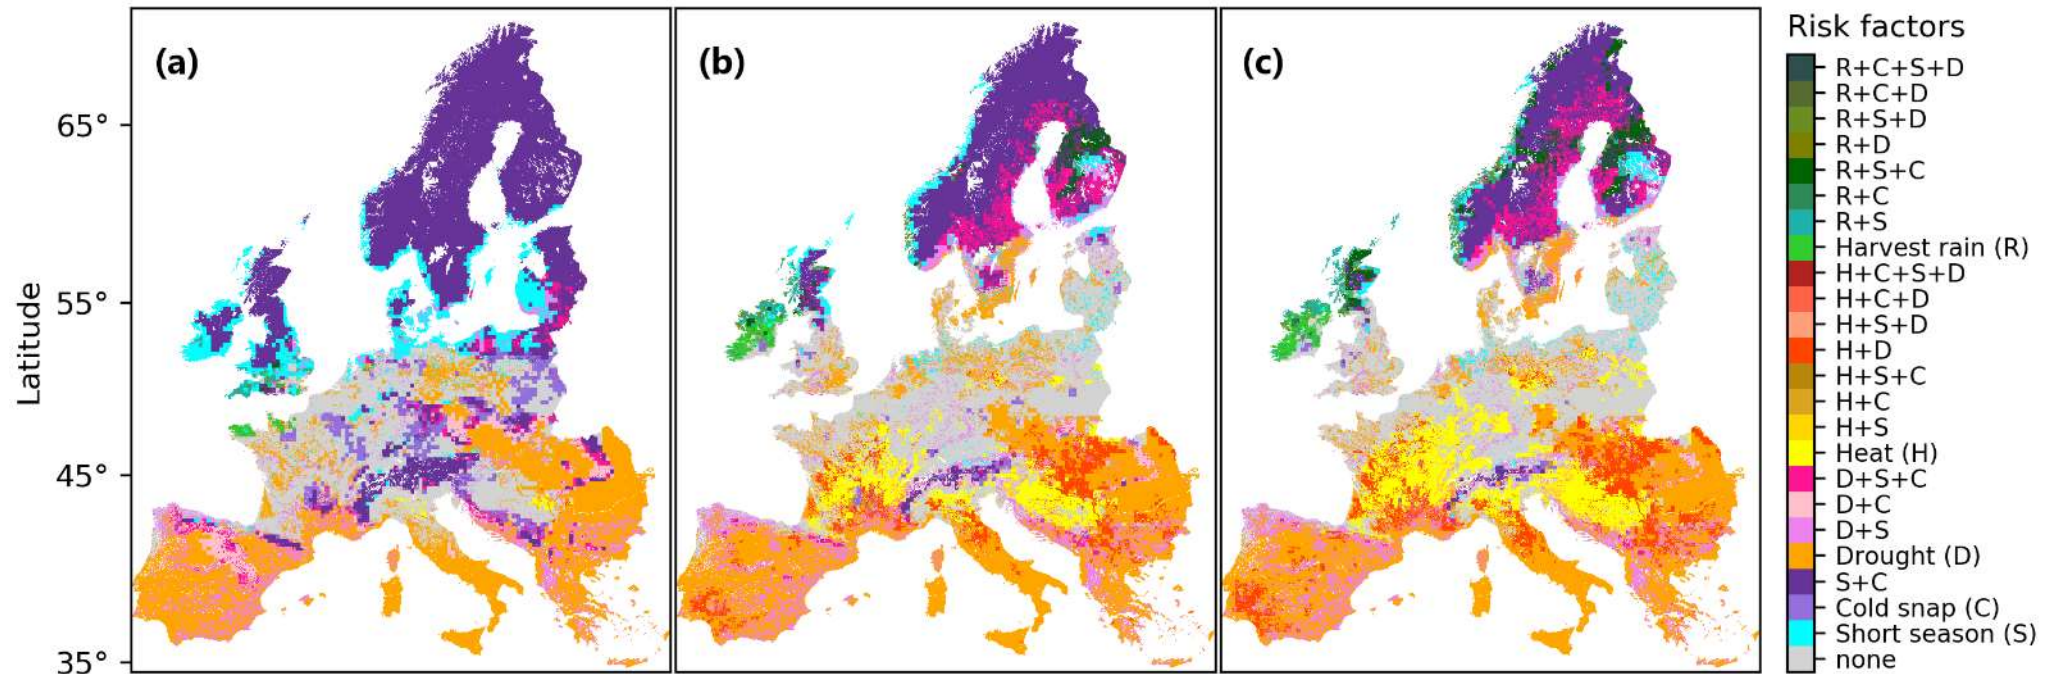 (a)
(b)
(c)
Latitude
65°
55°
45°
35°
Risk factors
R+C+S+D
R+C+D
R+S+D
R+D
R+S+C
R+C
R+S
Harvest rain (R)
H+C+S+D
H+C+D
H+S+D
H+D
H+S+C
H+C
H+S
Heat (H)
D+S+C
D+C
D+S
Drought (D)
S+C
Cold snap (C)
Short season (S)
none